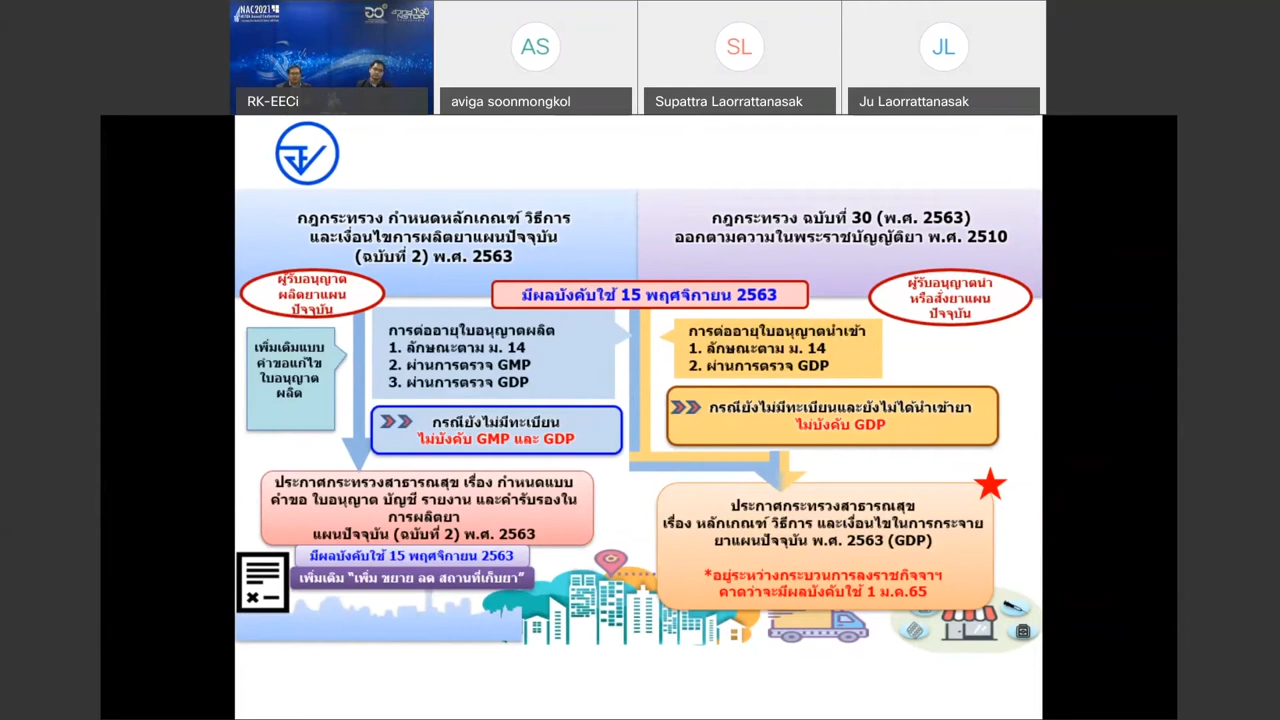 NAC2021
NSTDA Annual Conference
สวทช
NSTDA
RK-EECi
AS
aviga soonmongkol
SL
Supattra Laorrattanasak
JL
Ju Laorrattanasak
กฎกระทรวง กำหนดหลักเกณฑ์ วิธีการ
และเงื่อนไขการผลิตยาแผนปัจจุบัน
(ฉบับที่ 2) พ.ศ. 2563
กฎกระทรวง ฉบับที่ 30 (พ.ศ. 2563)
ออกตามความในพระราชบัญญัติยา พ.ศ. 2510
ผู้รับอนุญาต
ผลิตยาแผน
ปัจจุบัน
มีผลบังคับใช้ 15 พฤศจิกายน 2563
ผู้รับอนุญาตนำ
หรือสั่งยาแผน
ปัจจุบัน
เพิ่มเติมแบบ
คำขอแก้ไข
ใบอนุญาต
ผลิต
การต่ออายุใบอนุญาตผลิต
1. ลักษณะตาม ม. 14
2. ผ่านการตรวจ GMP
3. ผ่านการตรวจ GDP
การต่ออายุใบอนุญาตนำเข้า
1. ลักษณะตาม ม. 14
2. ผ่านการตรวจ GDP
กรณียังไม่มีทะเบียน
ไม่บังคับ GMP และ GDP
กรณียังไม่มีทะเบียนและยังไม่ได้นำเข้ายา
ไม่บังคับ GDP
ประกาศกระทรวงสาธารณสุข เรื่อง กำหนดแบบ
คำขอ ใบอนุญาต บัญชี รายงาน และคำรับรองใน
การผลิตยา
แผนปัจจุบัน (ฉบับที่ 2) พ.ศ. 2563
มีผลบังคับใช้ 15 พฤศจิกายน 2563
เพิ่มเติม “เพิ่ม ขยาย ลด สถานที่เก็บยา”
ประกาศกระทรวงสาธารณสุข
เรื่อง หลักเกณฑ์ วิธีการ และเงื่อนไขในการกระจาย
ยาแผนปัจจุบัน พ.ศ. 2563 (GDP)
*อยู่ระหว่างกระบวนการลงราชกิจจาฯ
คาดว่าจะมีผลบังคับใช้ 1 ม.ค.65